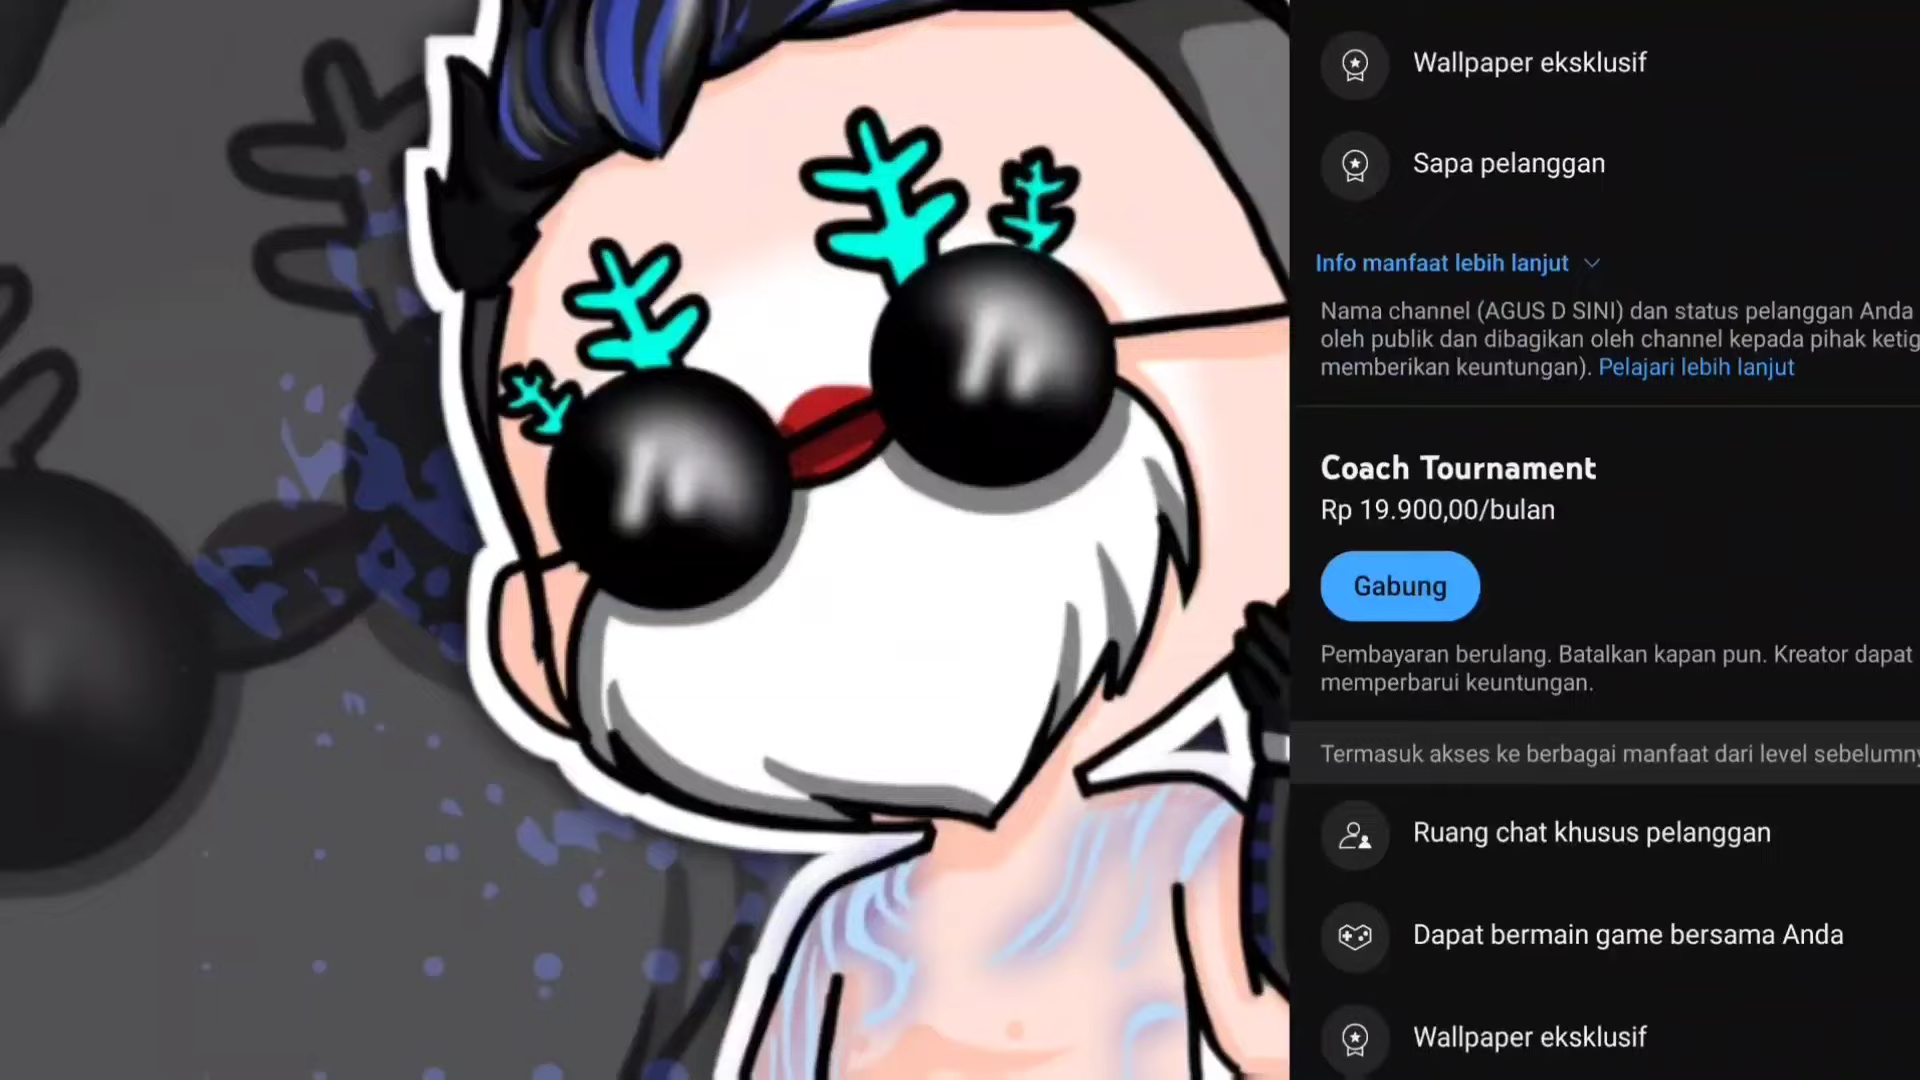 Wallpaper eksklusif
Sapa pelanggan
Info manfaat lebih lanjut
Nama channel (AGUS D SINI) dan status pelanggan Anda
oleh publik dan dibagikan oleh channel kepada pihak ketig
memberikan keuntungan). Pelajari lebih lanjut
Coach Tournament
Rp 19.900,00/bulan
Gabung
Pembayaran berulang. Batalkan kapan pun. Kreator dapat
memperbarui keuntungan.
Termasuk akses ke berbagai manfaat dari level sebelumny
Ruang chat khusus pelanggan
Dapat bermain game bersama Anda
Wallpaper eksklusif